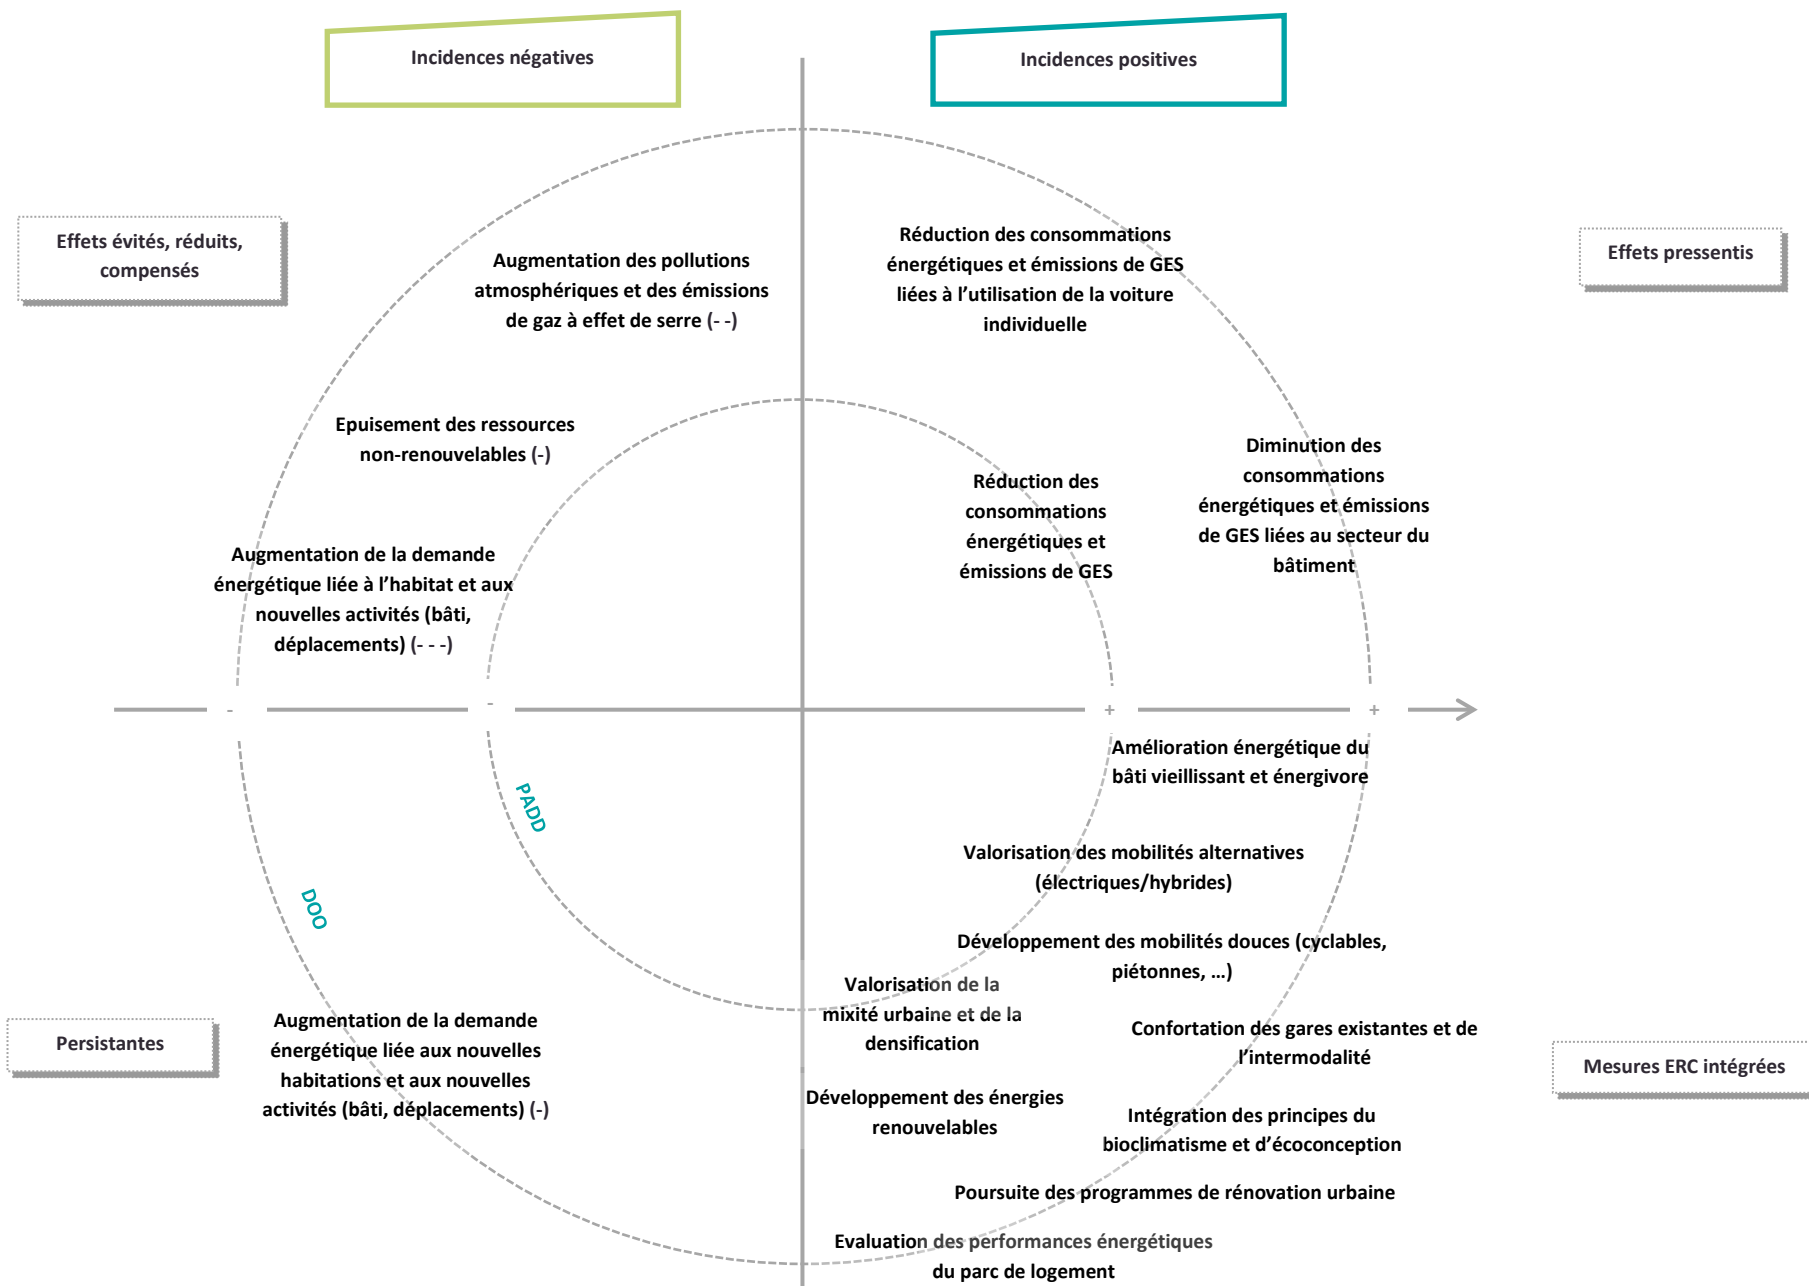 Incidences négatives
Incidences positives
Effets évités, réduits,
compensés
Augmentation des pollutions
atmosphériques et des émissions
de gaz à effet de serre (- -)
Réduction des consommations
énergétiques et émissions de GES
liées à l'utilisation de la voiture
individuelle
Effets pressentis
Epuisement des ressources
non-renouvelables (-)
Réduction des
consommations
énergétiques et
émissions de GES
Diminution des
consommations
énergétiques et émissions
de GES liées au secteur du
bâtiment
Augmentation de la demande
énergétique liée à l'habitat et aux
nouvelles activités (bâti,
déplacements) (- - -)
-
-
+
+
Amélioration énergétique du
bâti vieillissant et énergivore
PADD
DOO
Valorisation des mobilités alternatives
(électriques/hybrides)
Développement des mobilités douces (cyclables,
piétonnes, …)
Valorisation de la
mixité urbaine et de la
densification
Confortation des gares existantes et de
l'intermodalité
Persistantes
Augmentation de la demande
énergétique liée aux nouvelles
habitations et aux nouvelles
activités (bâti, déplacements) (-)
Mesures ERC intégrées
Développement des énergies
renouvelables
Intégration des principes du
bioclimatisme et d'écoconception
Poursuite des programmes de rénovation urbaine
Evaluation des performances énergétiques
du parc de logement